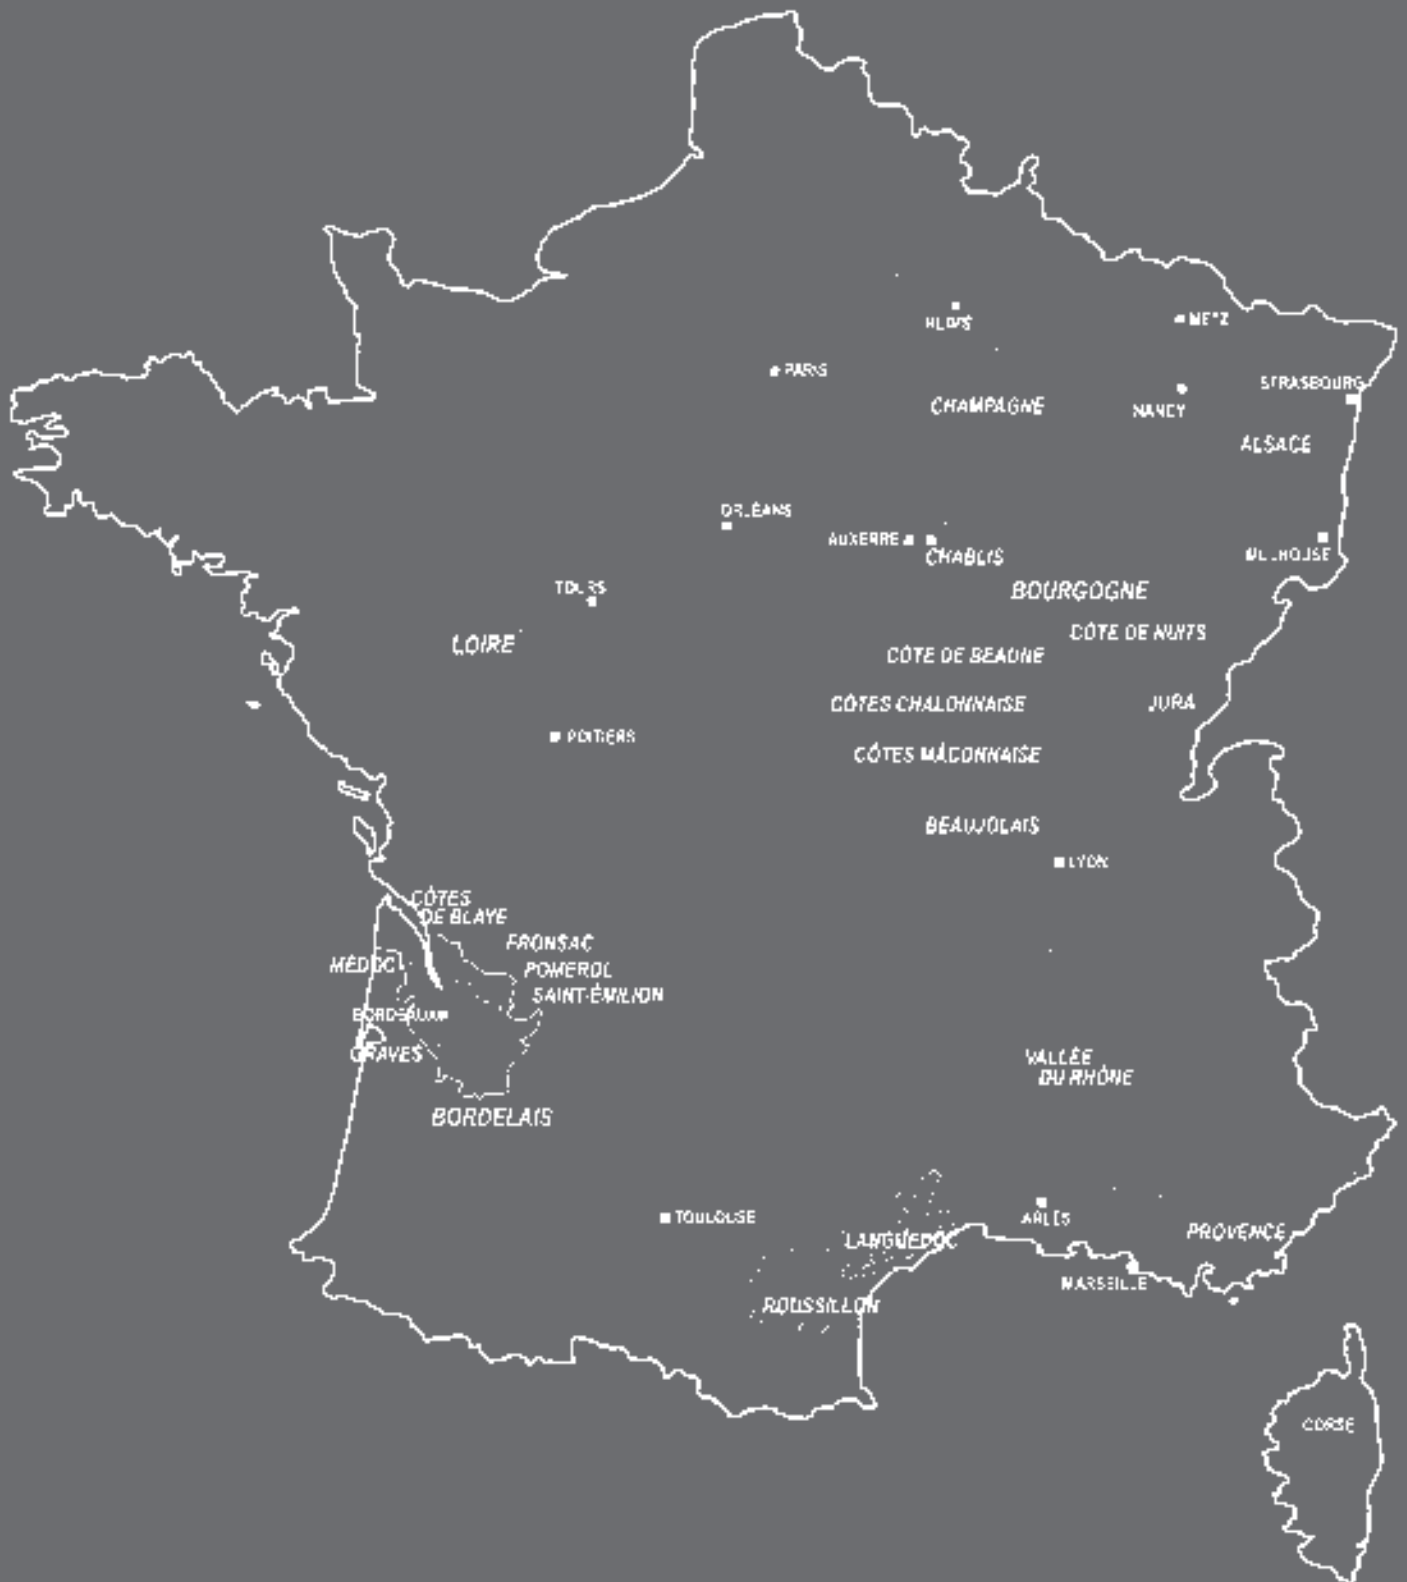 REIMS
METZ
PARIS
STRASBOURG
CHAMPAGNE
NANCY
ALSACE
ORLÉANS
AUXERRE
CHABLIS
MULHOUSE
TOURS
BOURGOGNE
CÔTE DE NUITS
LOIRE
CÔTE DE BEAUNE
CÔTES CHALONNAISE
JURA
POITIERS
CÔTES MÂCONNAISE
BEAUJOLAIS
LYON
CÔTES
DE BLAYE
FRONSAC
MÉDOC
POMEROL
SAINT-ÉMILION
BORDEAUX
GRAVES
VALLÉE
DU RHÔNE
BORDELAIS
TOULOUSE
ARLES
LANGUEDOC
PROVENCE
MARSEILLE
ROUSSILLON
CORSE